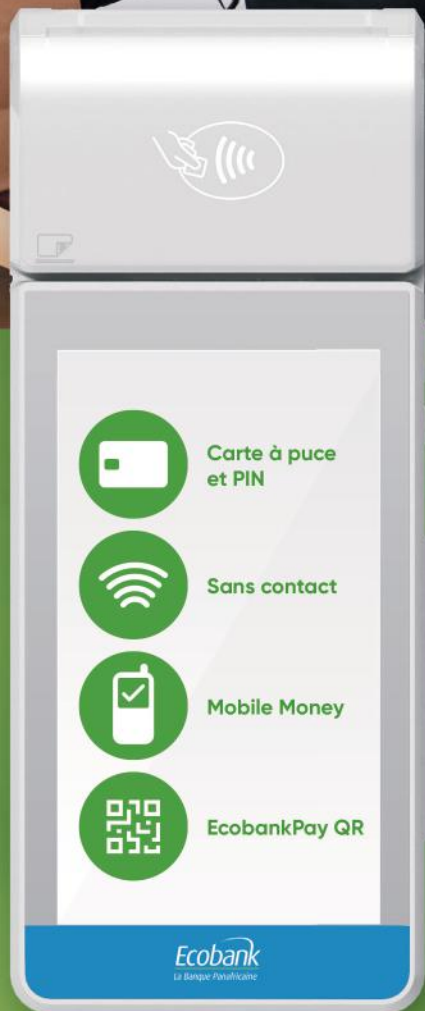 Carte à puce
et PIN
Sans contact
Mobile Money
EcobankPay QR
Ecobank
La Banque Panafricaine